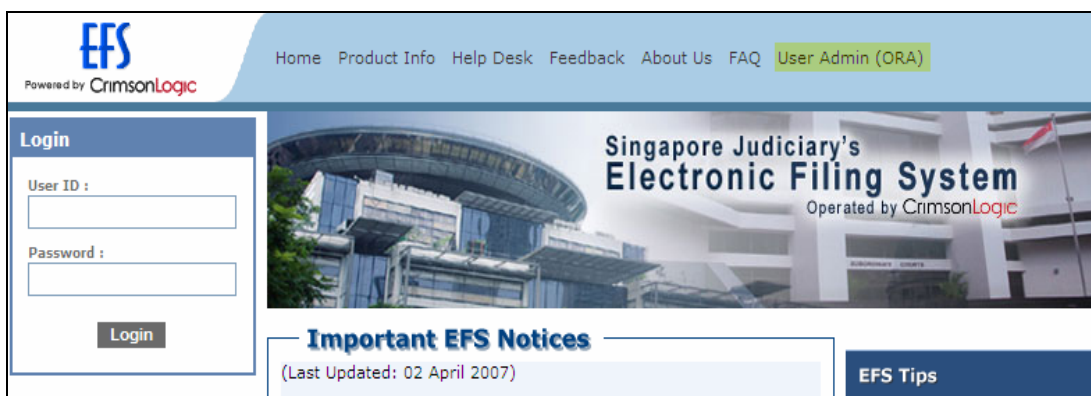 EFS
Powered by CrimsonLogic
Home Product Info Help Desk Feedback About Us FAQ User Admin (ORA)
Login
User ID :
Password :
Login
Singapore Judiciary's
Electronic Filing System
Operated by CrimsonLogic
SUBORDINATE COURTS
Important EFS Notices
(Last Updated: 02 April 2007)
EFS Tips